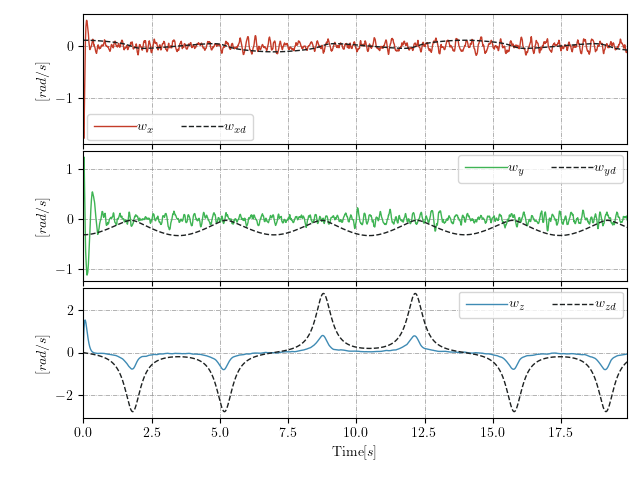 0
−1
[rad/s]
w_x w_xd
1
0
−1
[rad/s]
w_y w_yd
2
0
−2
[rad/s]
w_z w_zd
0.0 2.5 5.0 7.5 10.0 12.5 15.0 17.5
Time[s]